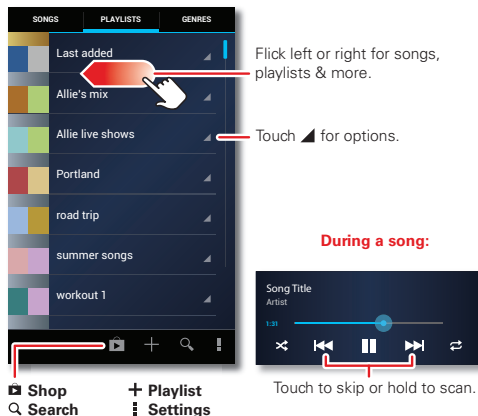 SONGS PLAYLISTS GENRES
Last added
Allie's mix
Allie live shows
Portland
road trip
summer songs
workout 1
Flick left or right for songs,
playlists & more.
Touch for options.
During a song:
Song Title
Artist
1:31
Touch to skip or hold to scan.
Shop + Playlist
Search Settings